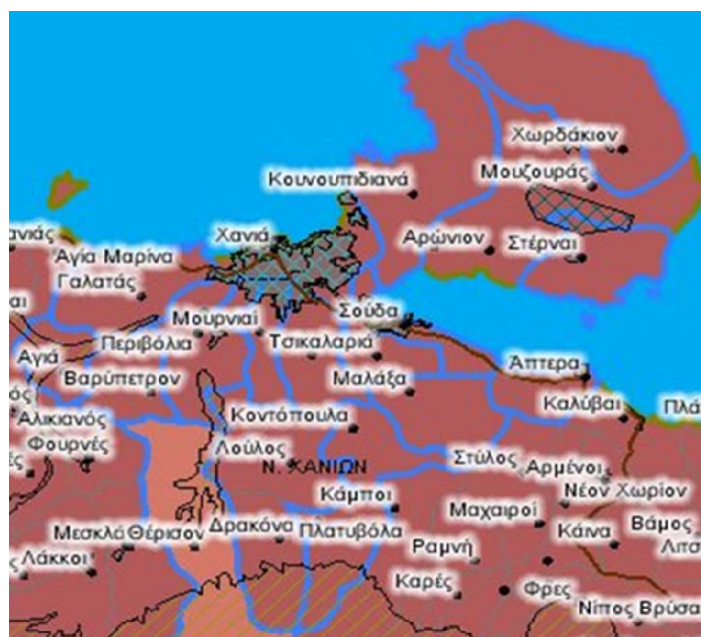 Χωρδάκιον
Μουζουράς
Κουνουπιδιανά
Χανιά
Αρώνιον
Στέρναι
Αγία Μαρίνα
Γαλατάς
Σούδα
Μουρνιαί
Περιβόλια
Τσικαλαριά
Αγιά
Άπτερα
Βαρύπετρον
Μαλάξα
Καλύβαι
Αλικιανός
Κοντόπουλα
Φουρνές
Λούλος
Ν. ΧΑΝΙΩΝ
Στύλος
Αρμένοι
Νέον Χωρίον
Κάμποι
Μαχαιροί
Μεσκλά
Θέρισον
Δρακόνα
Πλατυβόλα
Κάινα
Βάμος
Λάκκοι
Ραμνή
Καρές
Φρες
Νίπος
Βρύσα